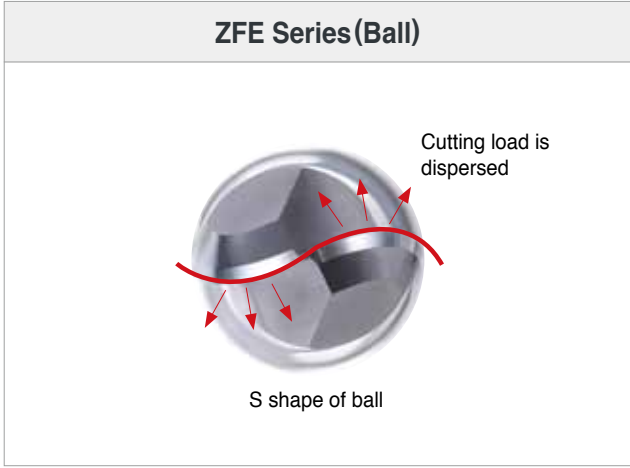 ZFE Series(Ball)
Cutting load is
dispersed
S shape of ball